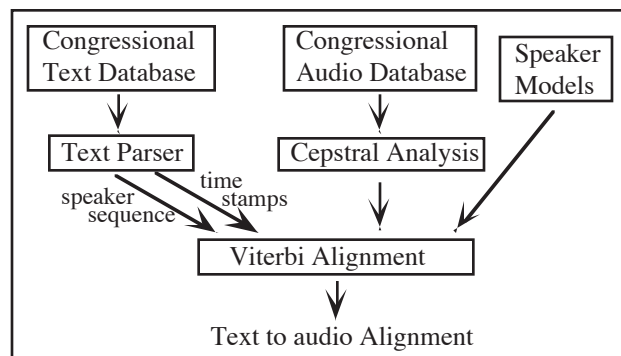 Congressional
Text Database
Congressional
Audio Database
Speaker
Models
Text Parser
Cepstral Analysis
speaker
sequence
time
stamps
Viterbi Alignment
Text to audio Alignment